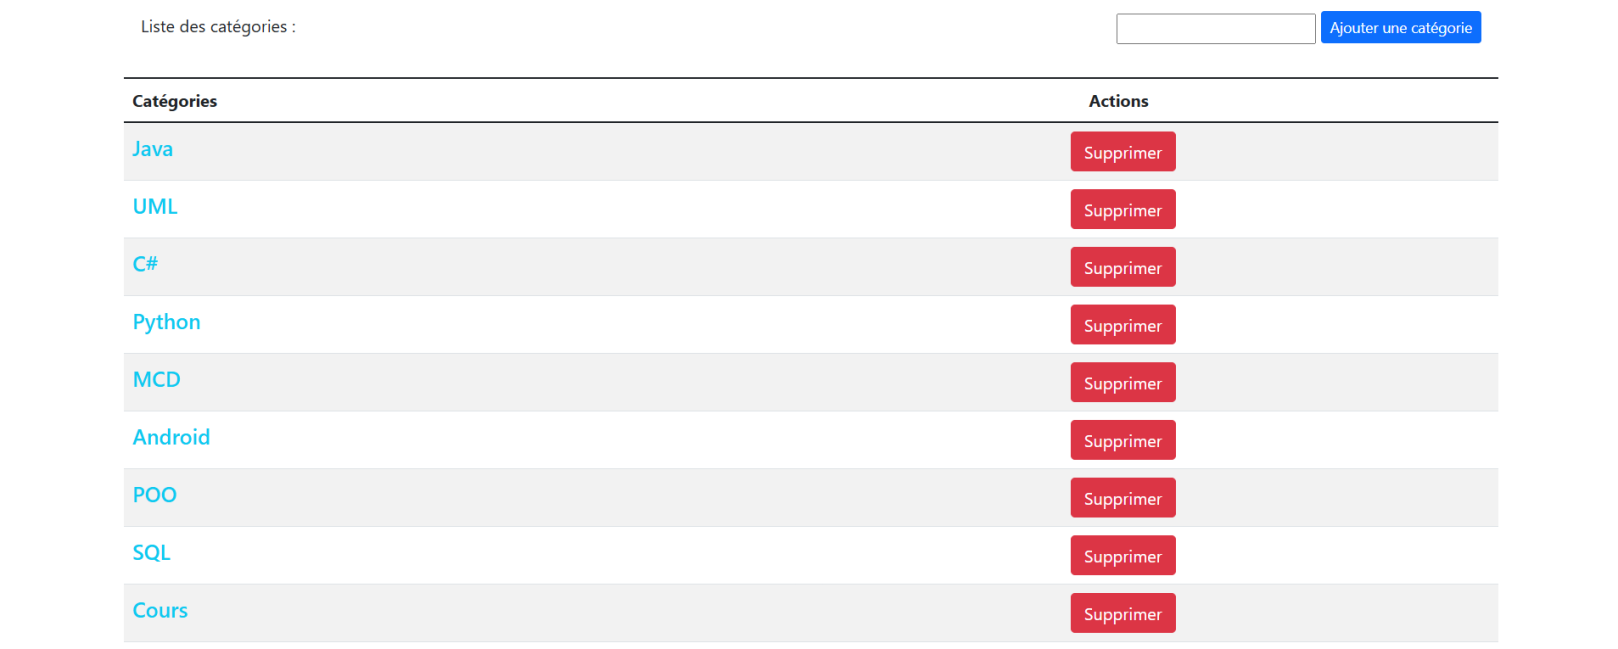 Liste des catégories : Ajouter une catégorie
Catégories Actions
Java Supprimer
UML Supprimer
C# Supprimer
Python Supprimer
MCD Supprimer
Android Supprimer
POO Supprimer
SQL Supprimer
Cours Supprimer